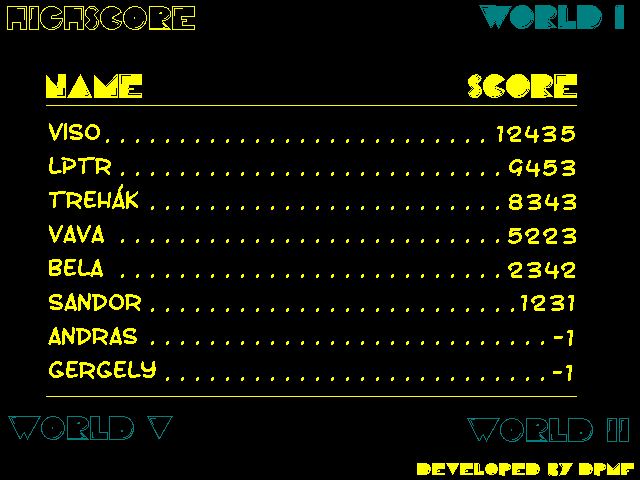 HIGHSCORE WORLD I
NAME SCORE
VISO..........................12435
LPTR..........................9453
TREHÁK........................8343
VAVA..........................5223
BELA..........................2342
SANDOR.........................1231
ANDRAS...........................-1
GERGELY..........................-1
WORLD V WORLD II
DEVELOPED BY DPMF